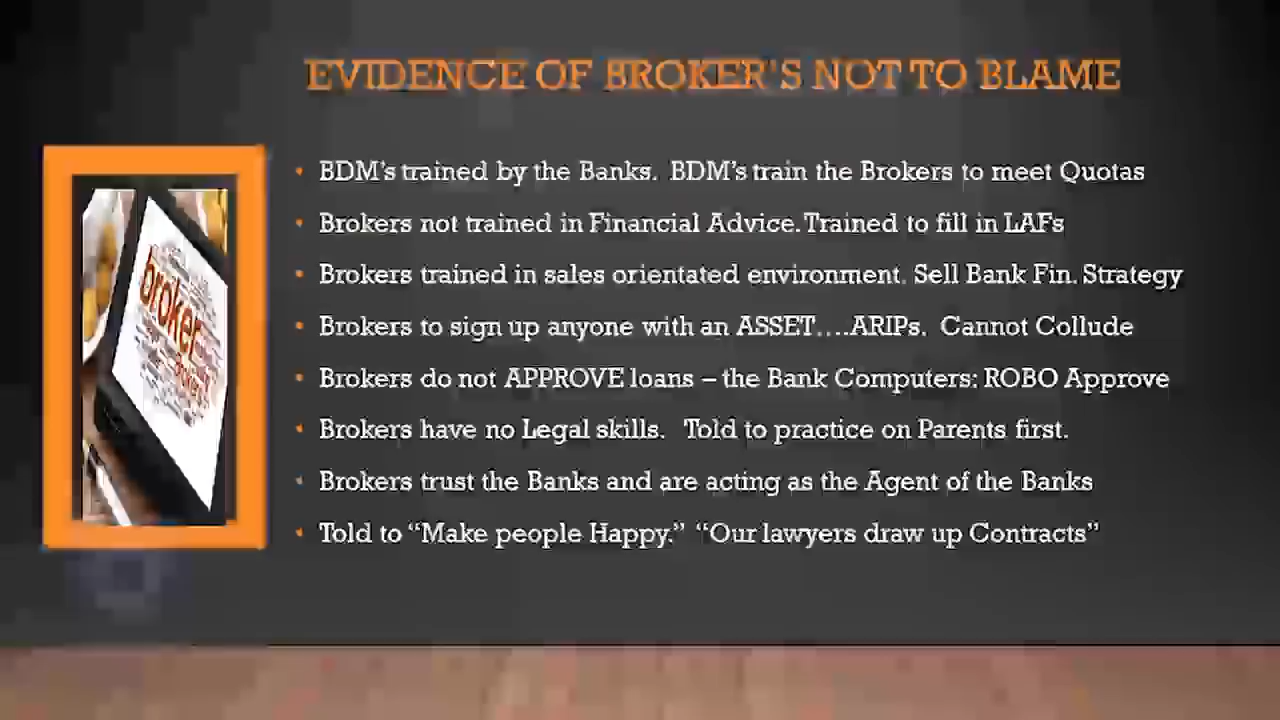 EVIDENCE OF BROKER'S NOT TO BLAME
• BDM's trained by the Banks. BDM's train the Brokers to meet Quotas
• Brokers not trained in Financial Advice. Trained to fill in LAFs
• Brokers trained in sales orientated environment. Sell Bank Fin. Strategy
• Brokers to sign up anyone with an ASSET....ARIPs. Cannot Collude
• Brokers do not APPROVE loans – the Bank Computers: ROBO Approve
• Brokers have no Legal skills. Told to practice on Parents first.
• Brokers trust the Banks and are acting as the Agent of the Banks
• Told to “Make people Happy.” “Our lawyers draw up Contracts”
broker